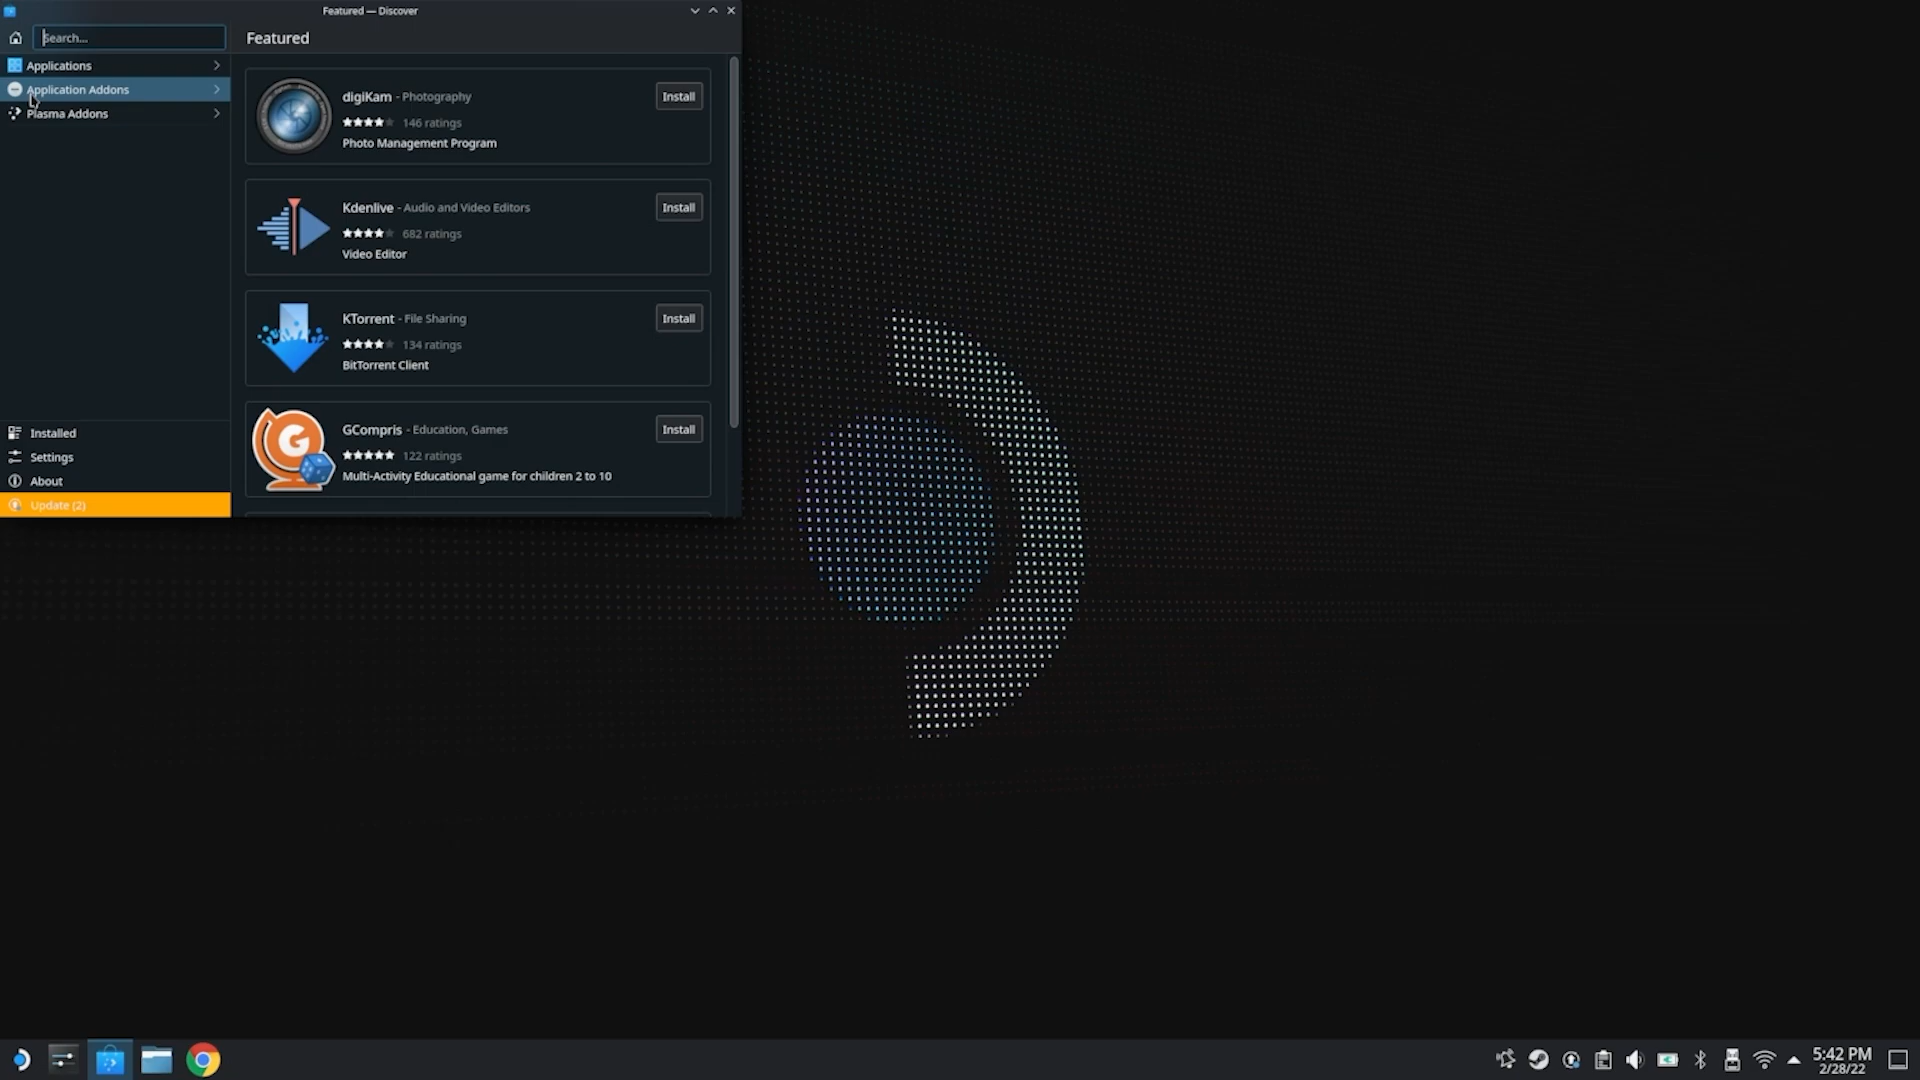 Featured — Discover
Search...
Featured
Applications
Application Addons
Plasma Addons
digiKam - Photography
146 ratings
Photo Management Program
Install
Kdenlive - Audio and Video Editors
682 ratings
Video Editor
Install
KTorrent - File Sharing
134 ratings
BitTorrent Client
Install
GCompris - Education, Games
122 ratings
Multi-Activity Educational game for children 2 to 10
Install
Installed
Settings
About
Update (2)
5:42 PM
2/28/22